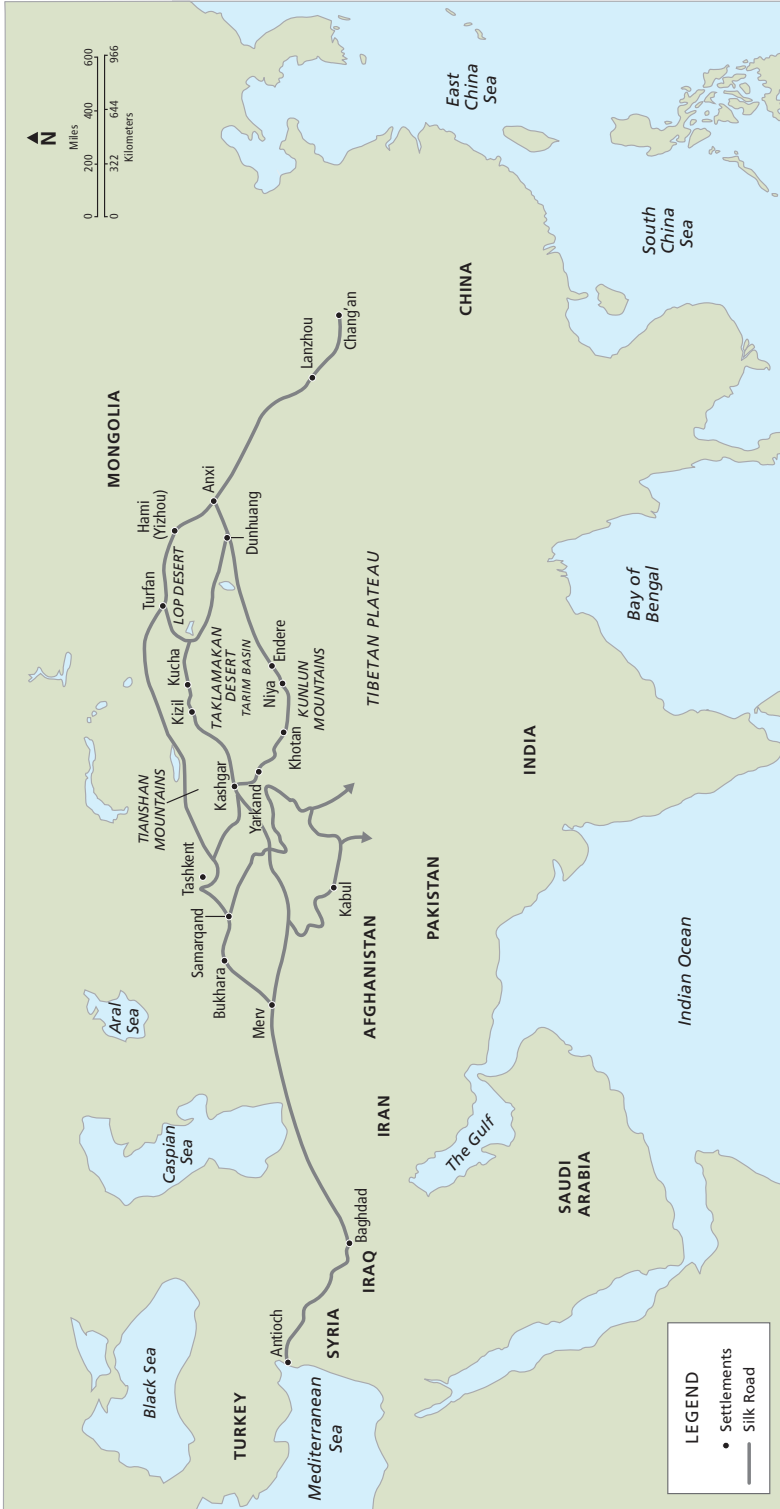 N
Miles
0 200 400 600
0 322 644 966
Kilometers
Black Sea
TURKEY
Mediterranean
Sea
Antioch
SYRIA
IRAQ
Baghdad
Caspian
Sea
IRAN
The Gulf
SAUDI
ARABIA
Aral
Sea
Merv
Bukhara
Samarqand
Tashkent
AFGHANISTAN
Kabul
PAKISTAN
Indian Ocean
TIANSHAN
MOUNTAINS
Kashgar
Yarkand
Khotan
Kizil
Kucha
TAKLAMAKAN
DESERT
TARIM BASIN
Niya
Endere
KUNLUN
MOUNTAINS
TIBETAN PLATEAU
INDIA
Bay of
Bengal
Turfan
LOP DESERT
Hami
(Yizhou)
Dunhuang
Anxi
MONGOLIA
Lanzhou
Chang'an
CHINA
East
China
Sea
South
China
Sea
LEGEND
Settlements
Silk Road